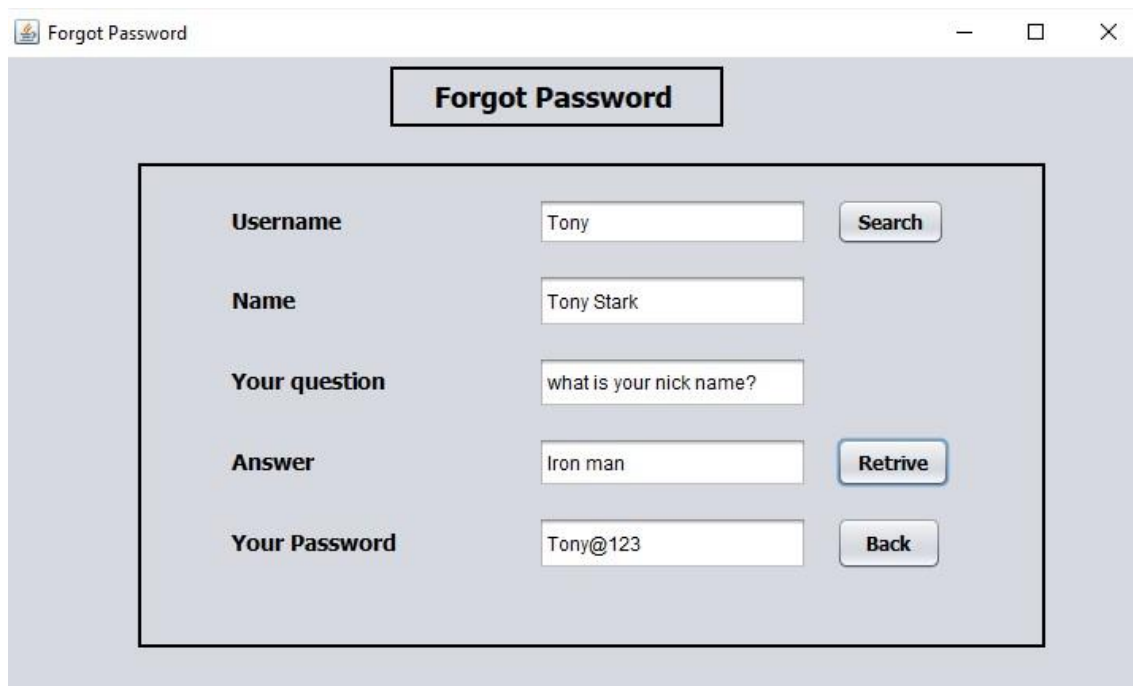 Forgot Password
Forgot Password
Username Tony Search
Name Tony Stark
Your question what is your nick name?
Answer Iron man Retrive
Your Password Tony@123 Back